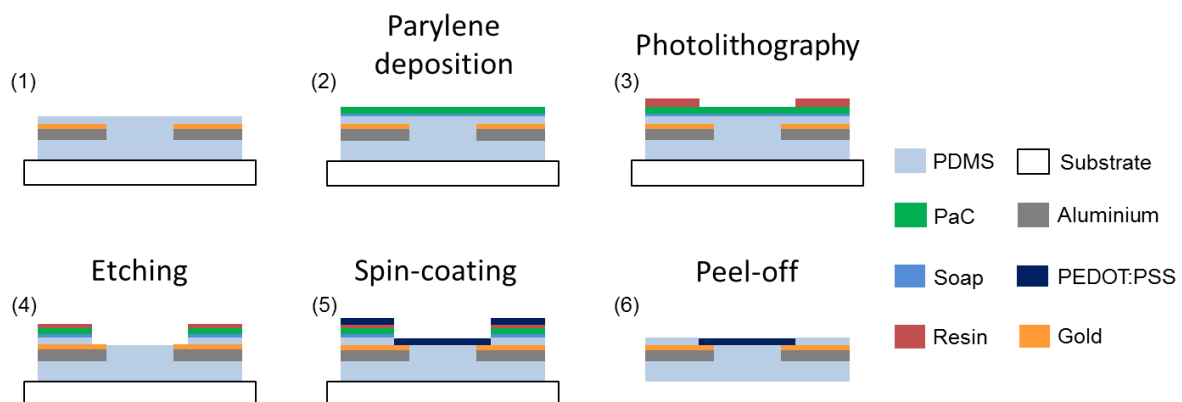 (1)
Parylene
deposition
(2)
Photolithography
(3)
Etching
(4)
Spin-coating
(5)
Peel-off
(6)
PDMS
Substrate
PaC
Aluminium
Soap
PEDOT:PSS
Resin
Gold